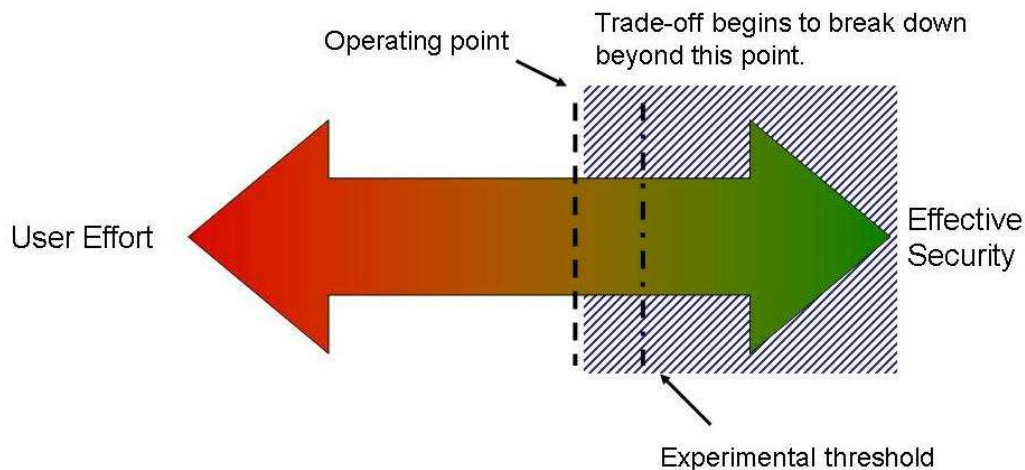 Trade-off begins to break down
beyond this point.
Operating point
User Effort
Effective
Security
Experimental threshold